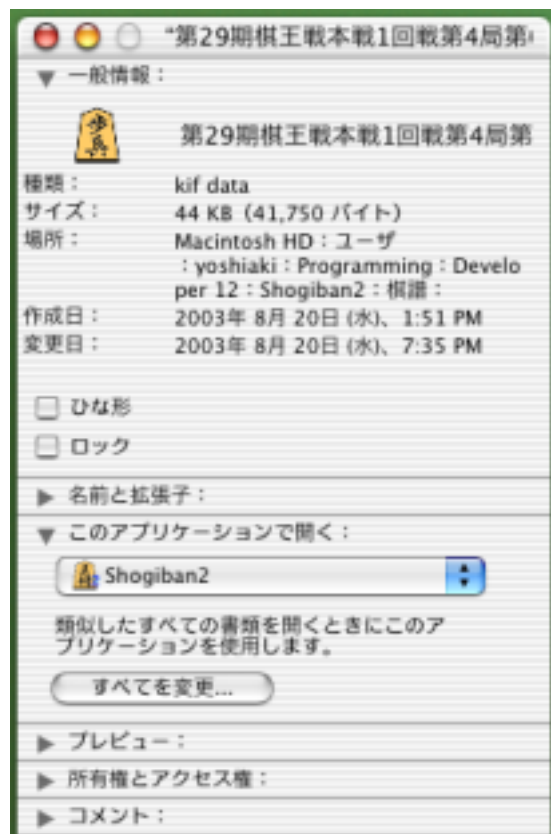 "第29期棋王戦本戦1回戦第4局第
一般情報：
歩兵
第29期棋王戦本戦1回戦第4局第
種類： kif data
サイズ： 44 KB（41,750 バイト）
場所： Macintosh HD：ユーザ
：yoshiaki：Programming：Develo
per 12：Shogiban2：棋譜：
作成日： 2003年 8月 20日 (水)、1:51 PM
変更日： 2003年 8月 20日 (水)、7:35 PM
ひな形
ロック
名前と拡張子：
このアプリケーションで開く：
Shogiban2
類似したすべての書類を開くときにこのア
プリケーションを使用します。
すべてを変更...
プレビュー：
所有権とアクセス権：
コメント：